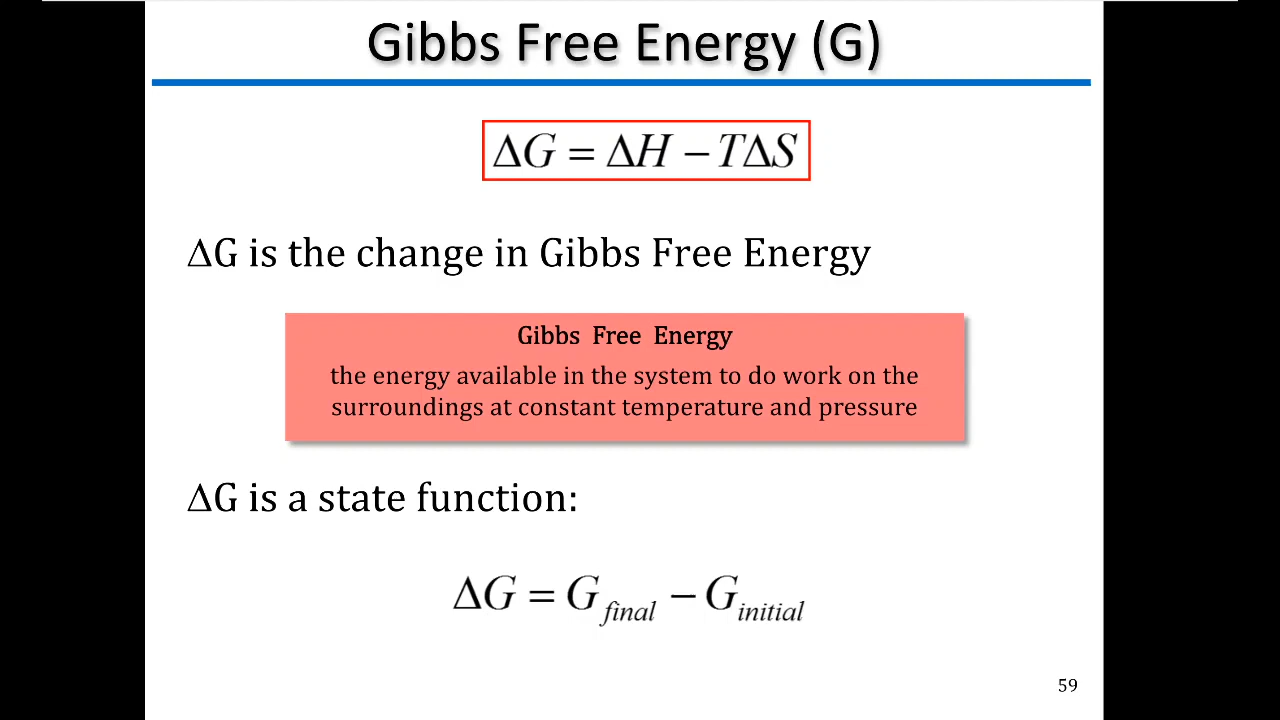 Gibbs Free Energy (G)
ΔG = ΔH − TΔS
ΔG is the change in Gibbs Free Energy
Gibbs Free Energy
the energy available in the system to do work on the
surroundings at constant temperature and pressure
ΔG is a state function:
ΔG = G_final − G_initial
59